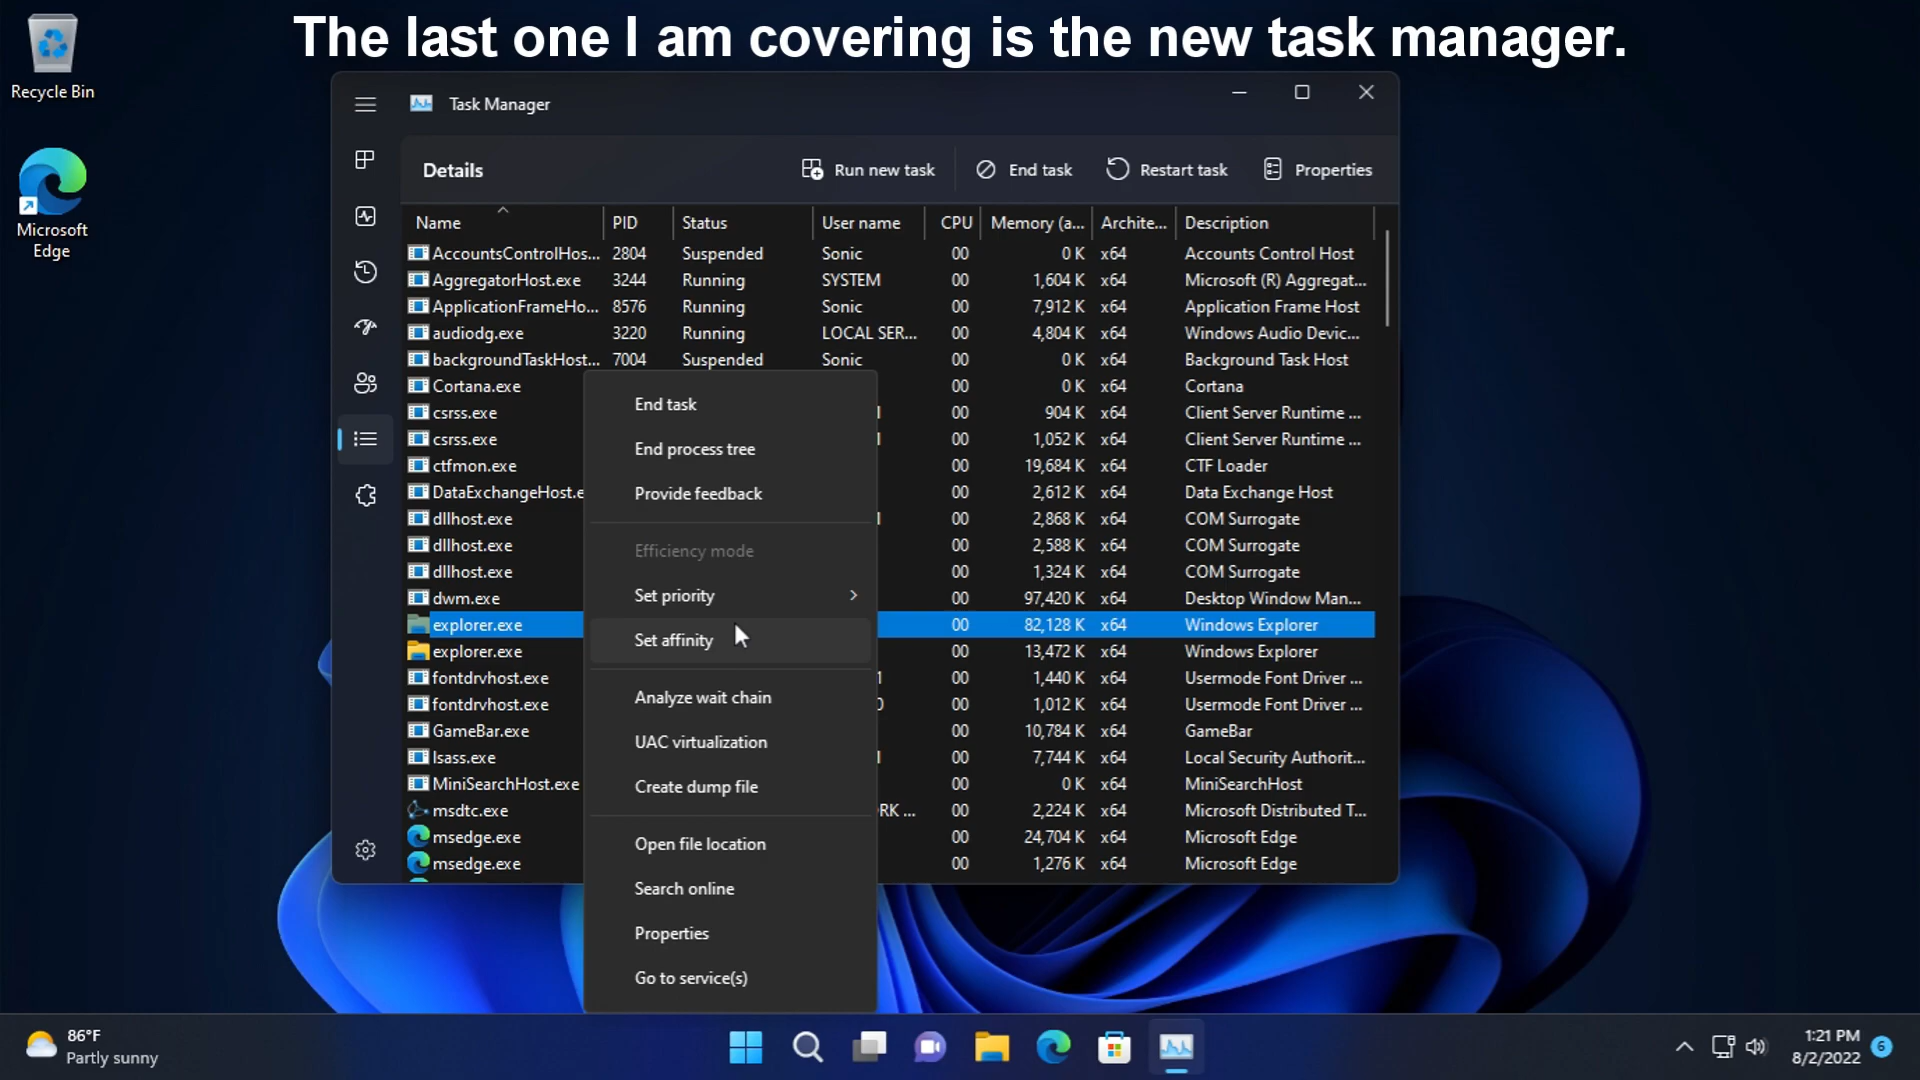 The last one I am covering is the new task manager.
Recycle Bin
Microsoft
Edge
Task Manager
Details
Run new task
End task
Restart task
Properties
Name PID Status User name CPU Memory (a... Archite... Description
AccountsControlHos... 2804 Suspended Sonic 00 0 K x64 Accounts Control Host
AggregatorHost.exe 3244 Running SYSTEM 00 1,604 K x64 Microsoft (R) Aggregat...
ApplicationFrameHo... 8576 Running Sonic 00 7,912 K x64 Application Frame Host
audiodg.exe 3220 Running LOCAL SER... 00 4,804 K x64 Windows Audio Devic...
backgroundTaskHost... 7004 Suspended Sonic 00 0 K x64 Background Task Host
Cortana.exe 00 0 K x64 Cortana
csrss.exe 00 904 K x64 Client Server Runtime ...
csrss.exe 00 1,052 K x64 Client Server Runtime ...
ctfmon.exe 00 19,684 K x64 CTF Loader
DataExchangeHost.e 00 2,612 K x64 Data Exchange Host
dllhost.exe 00 2,868 K x64 COM Surrogate
dllhost.exe 00 2,588 K x64 COM Surrogate
dllhost.exe 00 1,324 K x64 COM Surrogate
dwm.exe 00 97,420 K x64 Desktop Window Man...
explorer.exe 00 82,128 K x64 Windows Explorer
explorer.exe 00 13,472 K x64 Windows Explorer
fontdrvhost.exe 1 00 1,440 K x64 Usermode Font Driver ...
fontdrvhost.exe 00 1,012 K x64 Usermode Font Driver ...
GameBar.exe 00 10,784 K x64 GameBar
lsass.exe 00 7,744 K x64 Local Security Authorit...
MiniSearchHost.exe 00 0 K x64 MiniSearchHost
msdtc.exe RK ... 00 2,224 K x64 Microsoft Distributed T...
msedge.exe 00 24,704 K x64 Microsoft Edge
msedge.exe 00 1,276 K x64 Microsoft Edge
End task
End process tree
Provide feedback
Efficiency mode
Set priority
Set affinity
Analyze wait chain
UAC virtualization
Create dump file
Open file location
Search online
Properties
Go to service(s)
86°F
Partly sunny
1:21 PM
8/2/2022
6